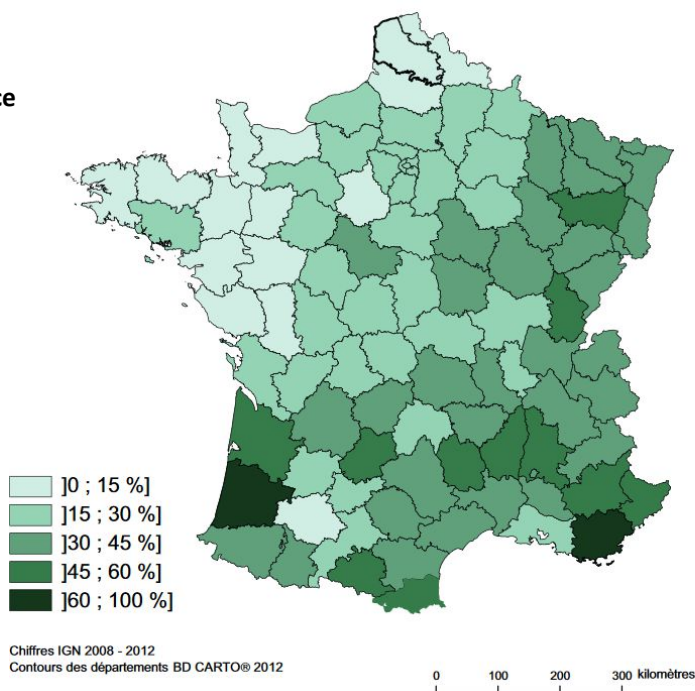 ce
]0 ; 15 %]
]15 ; 30 %]
]30 ; 45 %]
]45 ; 60 %]
]60 ; 100 %]
Chiffres IGN 2008 - 2012
Contours des départements BD CARTO® 2012
0 100 200 300 kilomètres